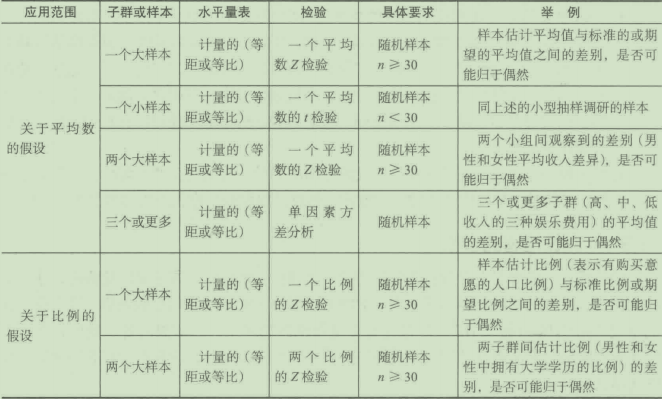 应用范围 子群或样本 水平量表 检验 具体要求 举 例
关于平均数
的假设
一个大样本
计量的（等
距或等比）
一个平均
数 Z 检验
随机样本
n ≥ 30
样本估计平均值与标准的或期
望的平均值之间的差别，是否可
能归于偶然
一个小样本
计量的（等
距或等比）
一个平均
数的 t 检验
随机样本
n < 30
同上述的小型抽样调研的样本
两个大样本
计量的（等
距或等比）
一个平均
数的 Z 检验
随机样本
n ≥ 30
两个小组间观察到的差别（男
性和女性平均收入差异），是否可
能归于偶然
三个或更多
计量的（等
距或等比）
单因素方
差分析
随机样本
三个或更多子群（高、中、低
收入的三种娱乐费用）的平均值
的差别，是否可能归于偶然
关于比例的
假设
一个大样本
计量的（等
距或等比）
一个比例
的 Z 检验
随机样本
n ≥ 30
样本估计比例（表示有购买意
愿的人口比例）与标准比例或期
望比例之间的差别，是否可能归
于偶然
两个大样本
计量的（等
距或等比）
两个比例
的 Z 检验
随机样本
n ≥ 30
两子群间估计比例（男性和女
性中拥有大学学历的比例）的差
别，是否可能归于偶然